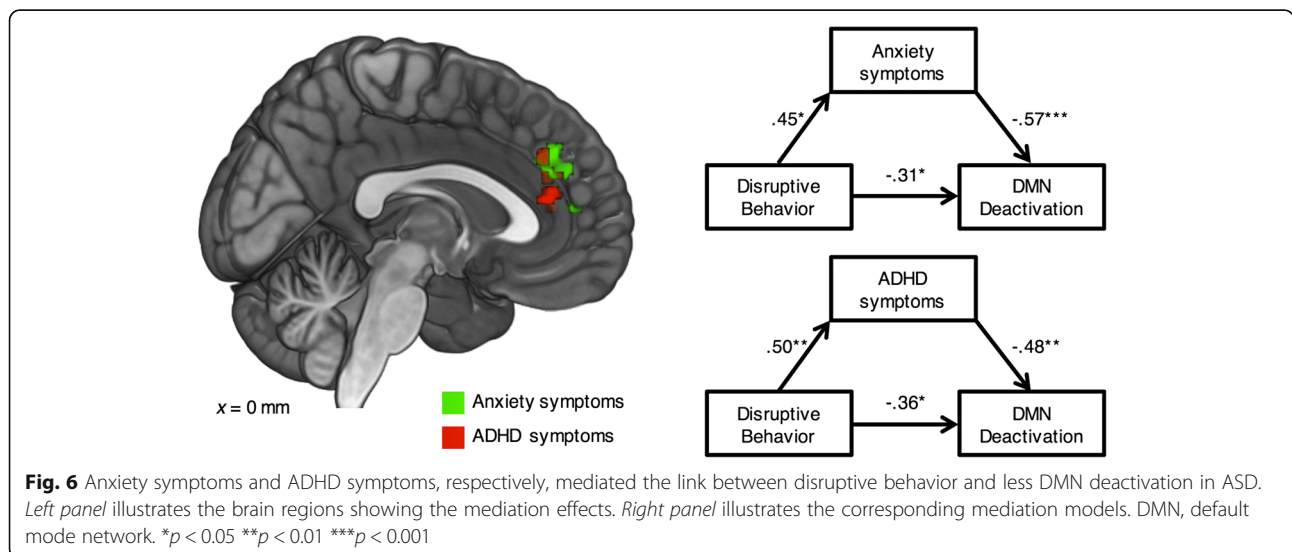 x = 0 mm
Anxiety symptoms
ADHD symptoms
Anxiety
symptoms
.45*
-.57***
-.31*
Disruptive
Behavior
DMN
Deactivation
ADHD
symptoms
.50**
-.48**
-.36*
Disruptive
Behavior
DMN
Deactivation
Fig. 6 Anxiety symptoms and ADHD symptoms, respectively, mediated the link between disruptive behavior and less DMN deactivation in ASD.
Left panel illustrates the brain regions showing the mediation effects. Right panel illustrates the corresponding mediation models. DMN, default
mode network. *p < 0.05 **p < 0.01 ***p < 0.001